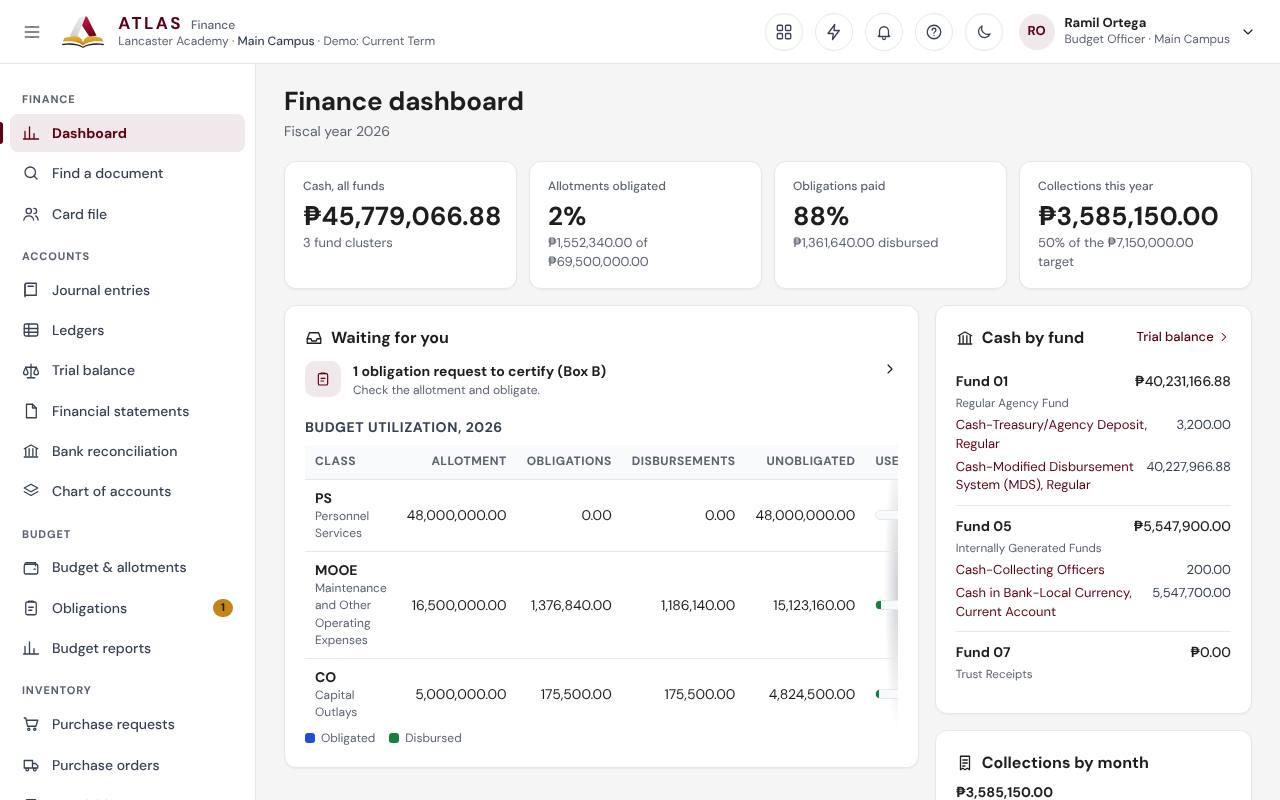 ATLAS Finance
Lancaster Academy · Main Campus · Demo: Current Term
RO
Ramil Ortega
Budget Officer · Main Campus
FINANCE
Dashboard
Find a document
Card file
ACCOUNTS
Journal entries
Ledgers
Trial balance
Financial statements
Bank reconciliation
Chart of accounts
BUDGET
Budget & allotments
Obligations 1
Budget reports
INVENTORY
Purchase requests
Purchase orders
Finance dashboard
Fiscal year 2026
Cash, all funds
₱45,779,066.88
3 fund clusters
Allotments obligated
2%
₱1,552,340.00 of
₱69,500,000.00
Obligations paid
88%
₱1,361,640.00 disbursed
Collections this year
₱3,585,150.00
50% of the ₱7,150,000.00
target
Waiting for you
1 obligation request to certify (Box B)
Check the allotment and obligate.
BUDGET UTILIZATION, 2026
CLASS ALLOTMENT OBLIGATIONS DISBURSEMENTS UNOBLIGATED USE
PS
Personnel
Services
48,000,000.00 0.00 0.00 48,000,000.00
MOOE
Maintenance
and Other
Operating
Expenses
16,500,000.00 1,376,840.00 1,186,140.00 15,123,160.00
CO
Capital
Outlays
5,000,000.00 175,500.00 175,500.00 4,824,500.00
Obligated Disbursed
Cash by fund Trial balance
Fund 01 ₱40,231,166.88
Regular Agency Fund
Cash-Treasury/Agency Deposit, 3,200.00
Regular
Cash-Modified Disbursement 40,227,966.88
System (MDS), Regular
Fund 05 ₱5,547,900.00
Internally Generated Funds
Cash-Collecting Officers 200.00
Cash in Bank-Local Currency, 5,547,700.00
Current Account
Fund 07 ₱0.00
Trust Receipts
Collections by month
₱3,585,150.00